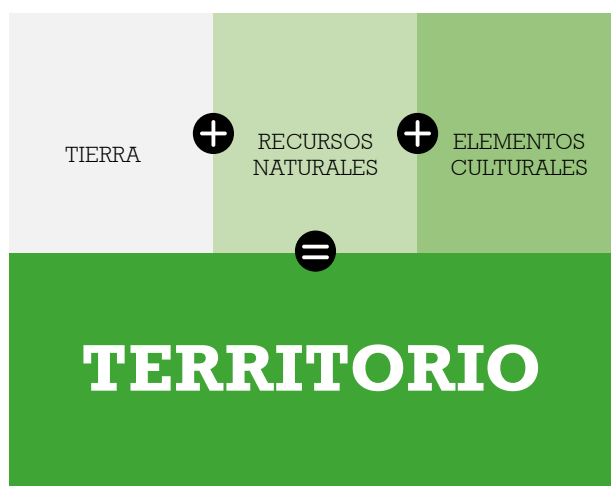 TIERRA
+
RECURSOS
NATURALES
+
ELEMENTOS
CULTURALES
=
TERRITORIO